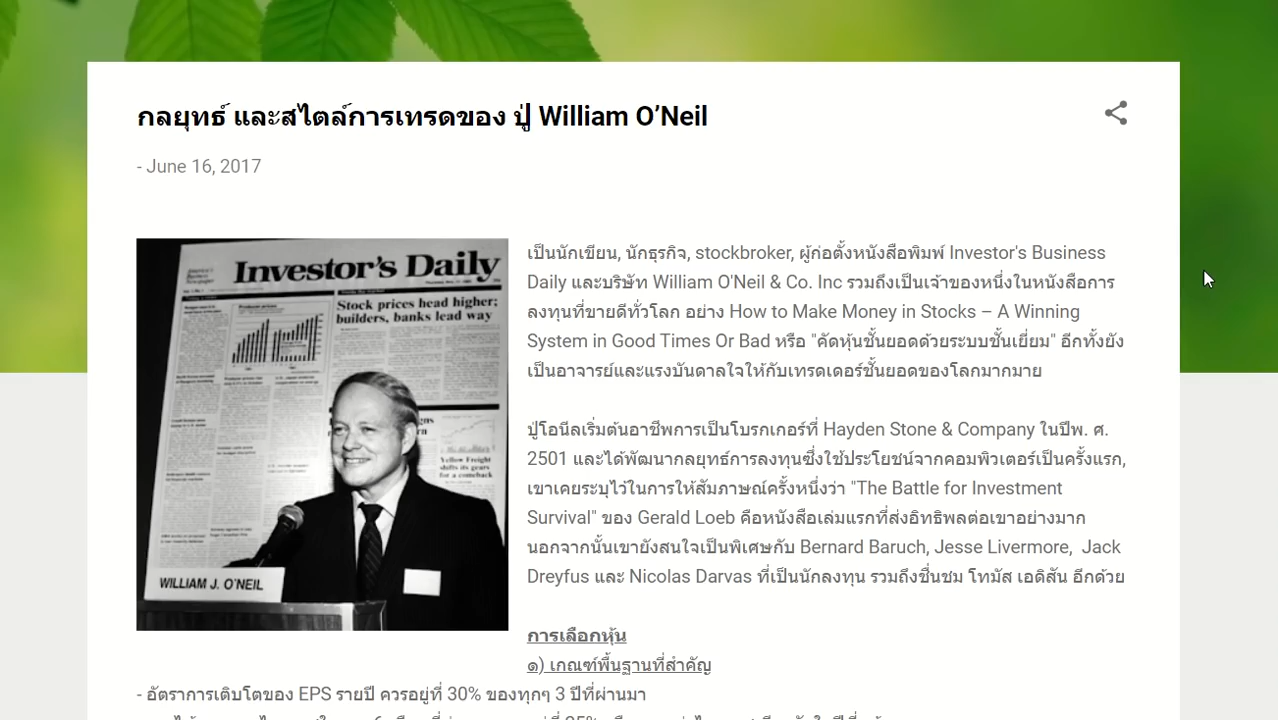 กลยุทธ์ และสไตล์การเทรดของ ปู่ William O’Neil
- June 16, 2017
Investor's Daily
Stock prices head higher;
builders, banks lead way
Yellow Freight
shifts its gears
for a comeback
WILLIAM J. O'NEIL
เป็นนักเขียน, นักธุรกิจ, stockbroker, ผู้ก่อตั้งหนังสือพิมพ์ Investor's Business
Daily และบริษัท William O'Neil & Co. Inc รวมถึงเป็นเจ้าของหนึ่งในหนังสือการ
ลงทุนที่ขายดีทั่วโลก อย่าง How to Make Money in Stocks – A Winning
System in Good Times Or Bad หรือ "คัดหุ้นชั้นยอดด้วยระบบชั้นเยี่ยม" อีกทั้งยัง
เป็นอาจารย์และแรงบันดาลใจให้กับเทรดเดอร์ชั้นยอดของโลกมากมาย
ปู่โอนีลเริ่มต้นอาชีพการเป็นโบรกเกอร์ที่ Hayden Stone & Company ในปีพ. ศ.
2501 และได้พัฒนากลยุทธ์การลงทุนซึ่งใช้ประโยชน์จากคอมพิวเตอร์เป็นครั้งแรก,
เขาเคยระบุไว้ในการให้สัมภาษณ์ครั้งหนึ่งว่า "The Battle for Investment
Survival" ของ Gerald Loeb คือหนังสือเล่มแรกที่ส่งอิทธิพลต่อเขาอย่างมาก
นอกจากนั้นเขายังสนใจเป็นพิเศษกับ Bernard Baruch, Jesse Livermore, Jack
Dreyfus และ Nicolas Darvas ที่เป็นนักลงทุน รวมถึงชื่นชม โทมัส เอดิสัน อีกด้วย
การเลือกหุ้น
๑) เกณฑ์พื้นฐานที่สำคัญ
- อัตราการเติบโตของ EPS รายปี ควรอยู่ที่ 30% ของทุกๆ 3 ปีที่ผ่านมา